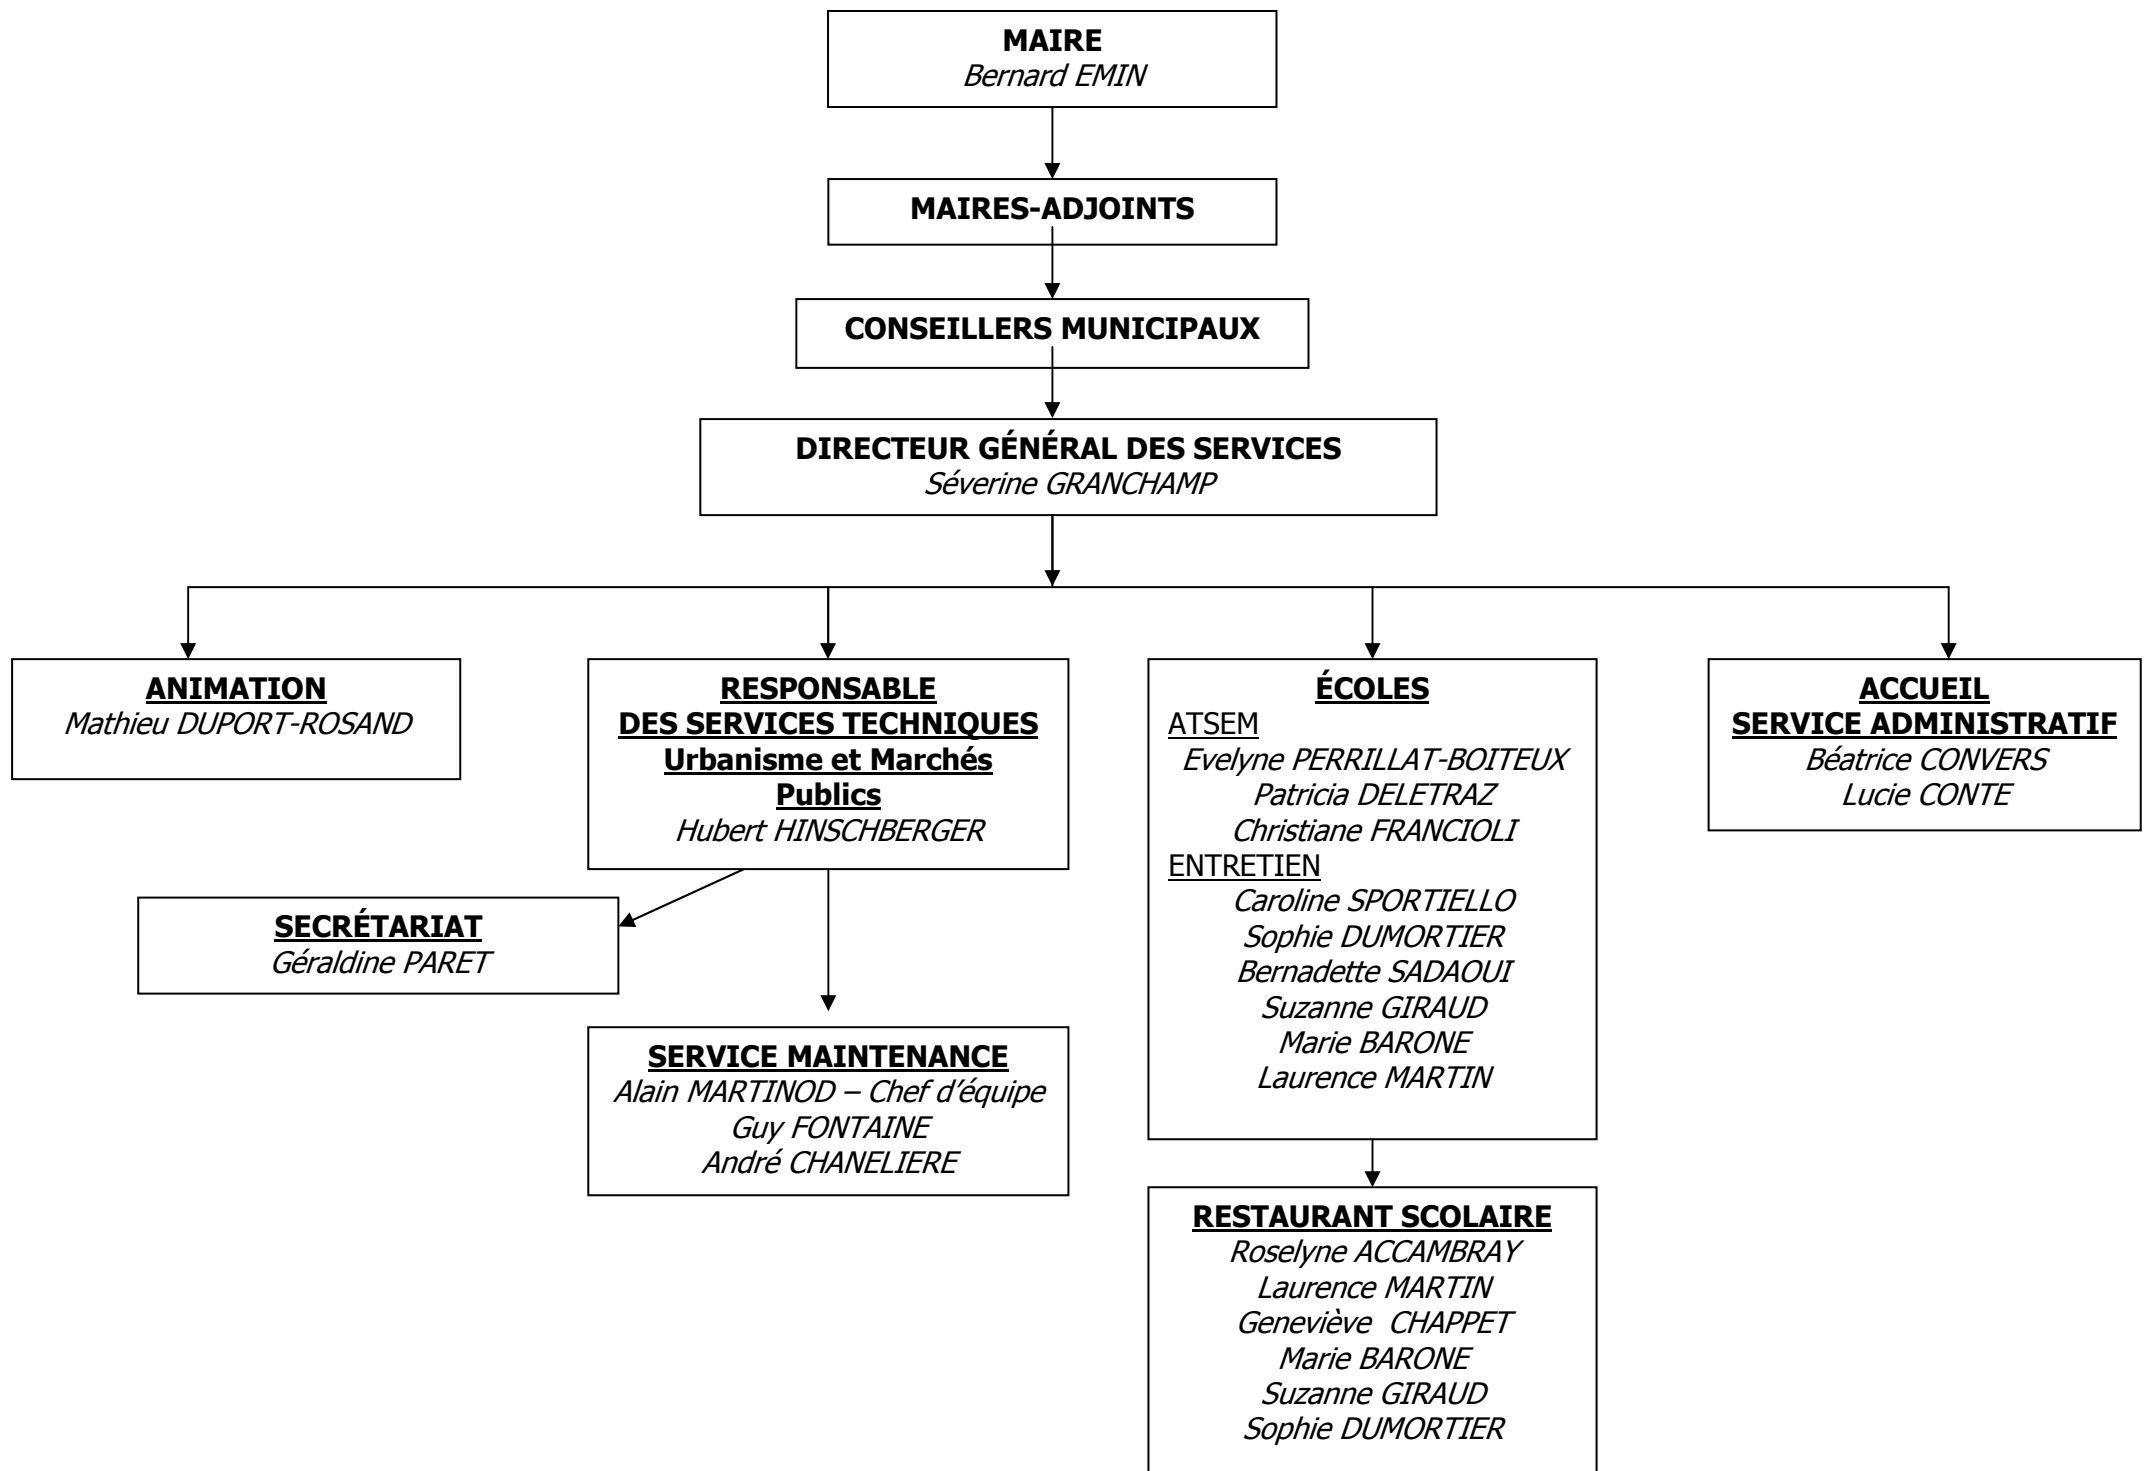 MAIRE
Bernard EMIN
MAIRES-ADJOINTS
CONSEILLERS MUNICIPAUX
DIRECTEUR GÉNÉRAL DES SERVICES
Séverine GRANCHAMP
ANIMATION
Mathieu DUPORT-ROSAND
RESPONSABLE
DES SERVICES TECHNIQUES
Urbanisme et Marchés
Publics
Hubert HINSCHBERGER
SECRÉTARIAT
Géraldine PARET
SERVICE MAINTENANCE
Alain MARTINOD – Chef d’équipe
Guy FONTAINE
André CHANELIERE
ÉCOLES
ATSEM
Evelyne PERRILLAT-BOITEUX
Patricia DELETRAZ
Christiane FRANCIOLI
ENTRETIEN
Caroline SPORTIELLO
Sophie DUMORTIER
Bernadette SADAOUI
Suzanne GIRAUD
Marie BARONE
Laurence MARTIN
RESTAURANT SCOLAIRE
Roselyne ACCAMBRAY
Laurence MARTIN
Geneviève  CHAPPET
Marie BARONE
Suzanne GIRAUD
Sophie DUMORTIER
ACCUEIL
SERVICE ADMINISTRATIF
Béatrice CONVERS
Lucie CONTE